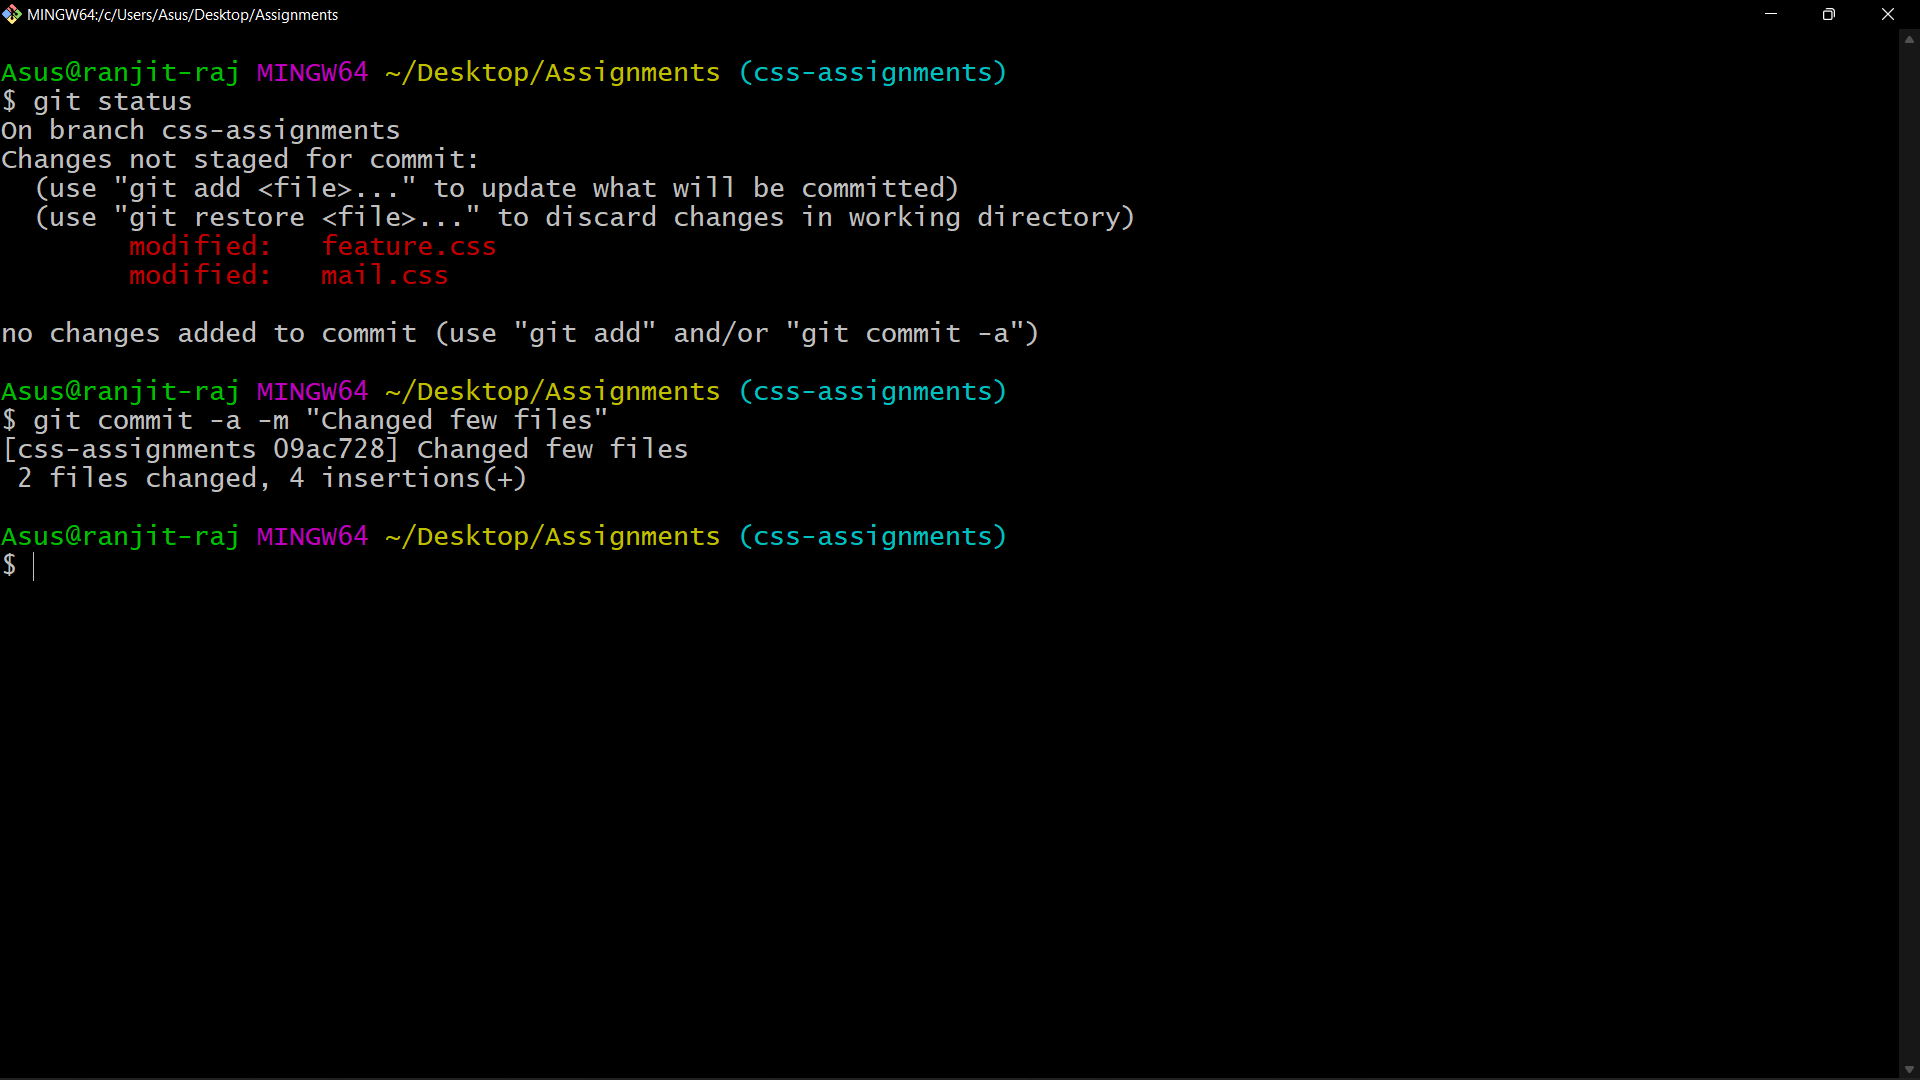 MINGW64:/c/Users/Asus/Desktop/Assignments
Asus@ranjit-raj MINGW64 ~/Desktop/Assignments (css-assignments)
$ git status
On branch css-assignments
Changes not staged for commit:
  (use "git add <file>..." to update what will be committed)
  (use "git restore <file>..." to discard changes in working directory)
        modified:   feature.css
        modified:   mail.css
no changes added to commit (use "git add" and/or "git commit -a")
Asus@ranjit-raj MINGW64 ~/Desktop/Assignments (css-assignments)
$ git commit -a -m "Changed few files"
[css-assignments 09ac728] Changed few files
 2 files changed, 4 insertions(+)
Asus@ranjit-raj MINGW64 ~/Desktop/Assignments (css-assignments)
$